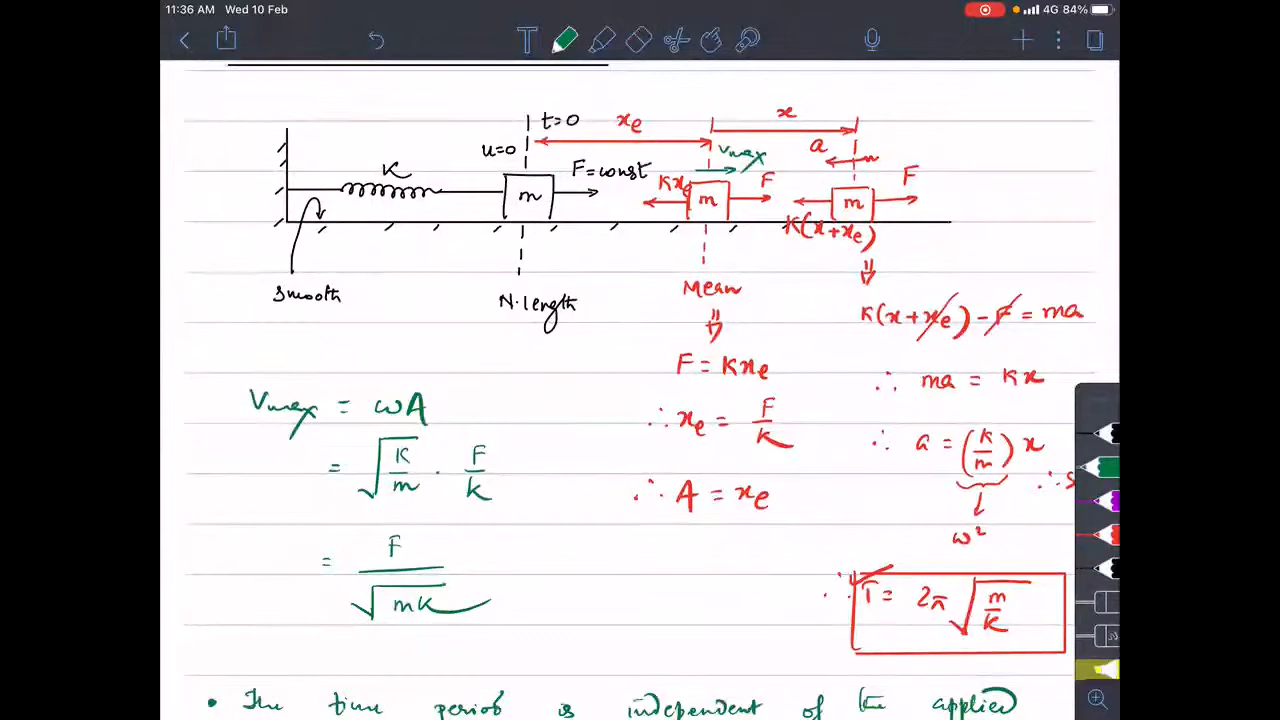 11:36 AM Wed 10 Feb
4G 84%
T
t=0
xe
x
u=0
vmax
a
K
F=const
F
F
Kxe
m
m
m
K(x+xe)
Smooth
N.length
Mean
⇓
⇓
K(x+xe) - F = ma
F = Kxe
∴ ma = Kx
Vmax = ωA
∴ xe = F/K
∴ a = (K/m) x
= √(K/m) · F/K
∴ S
∴ A = xe
ω²
= F/√mK
∴ T = 2π √(m/K)
• The time period is independent of the applied